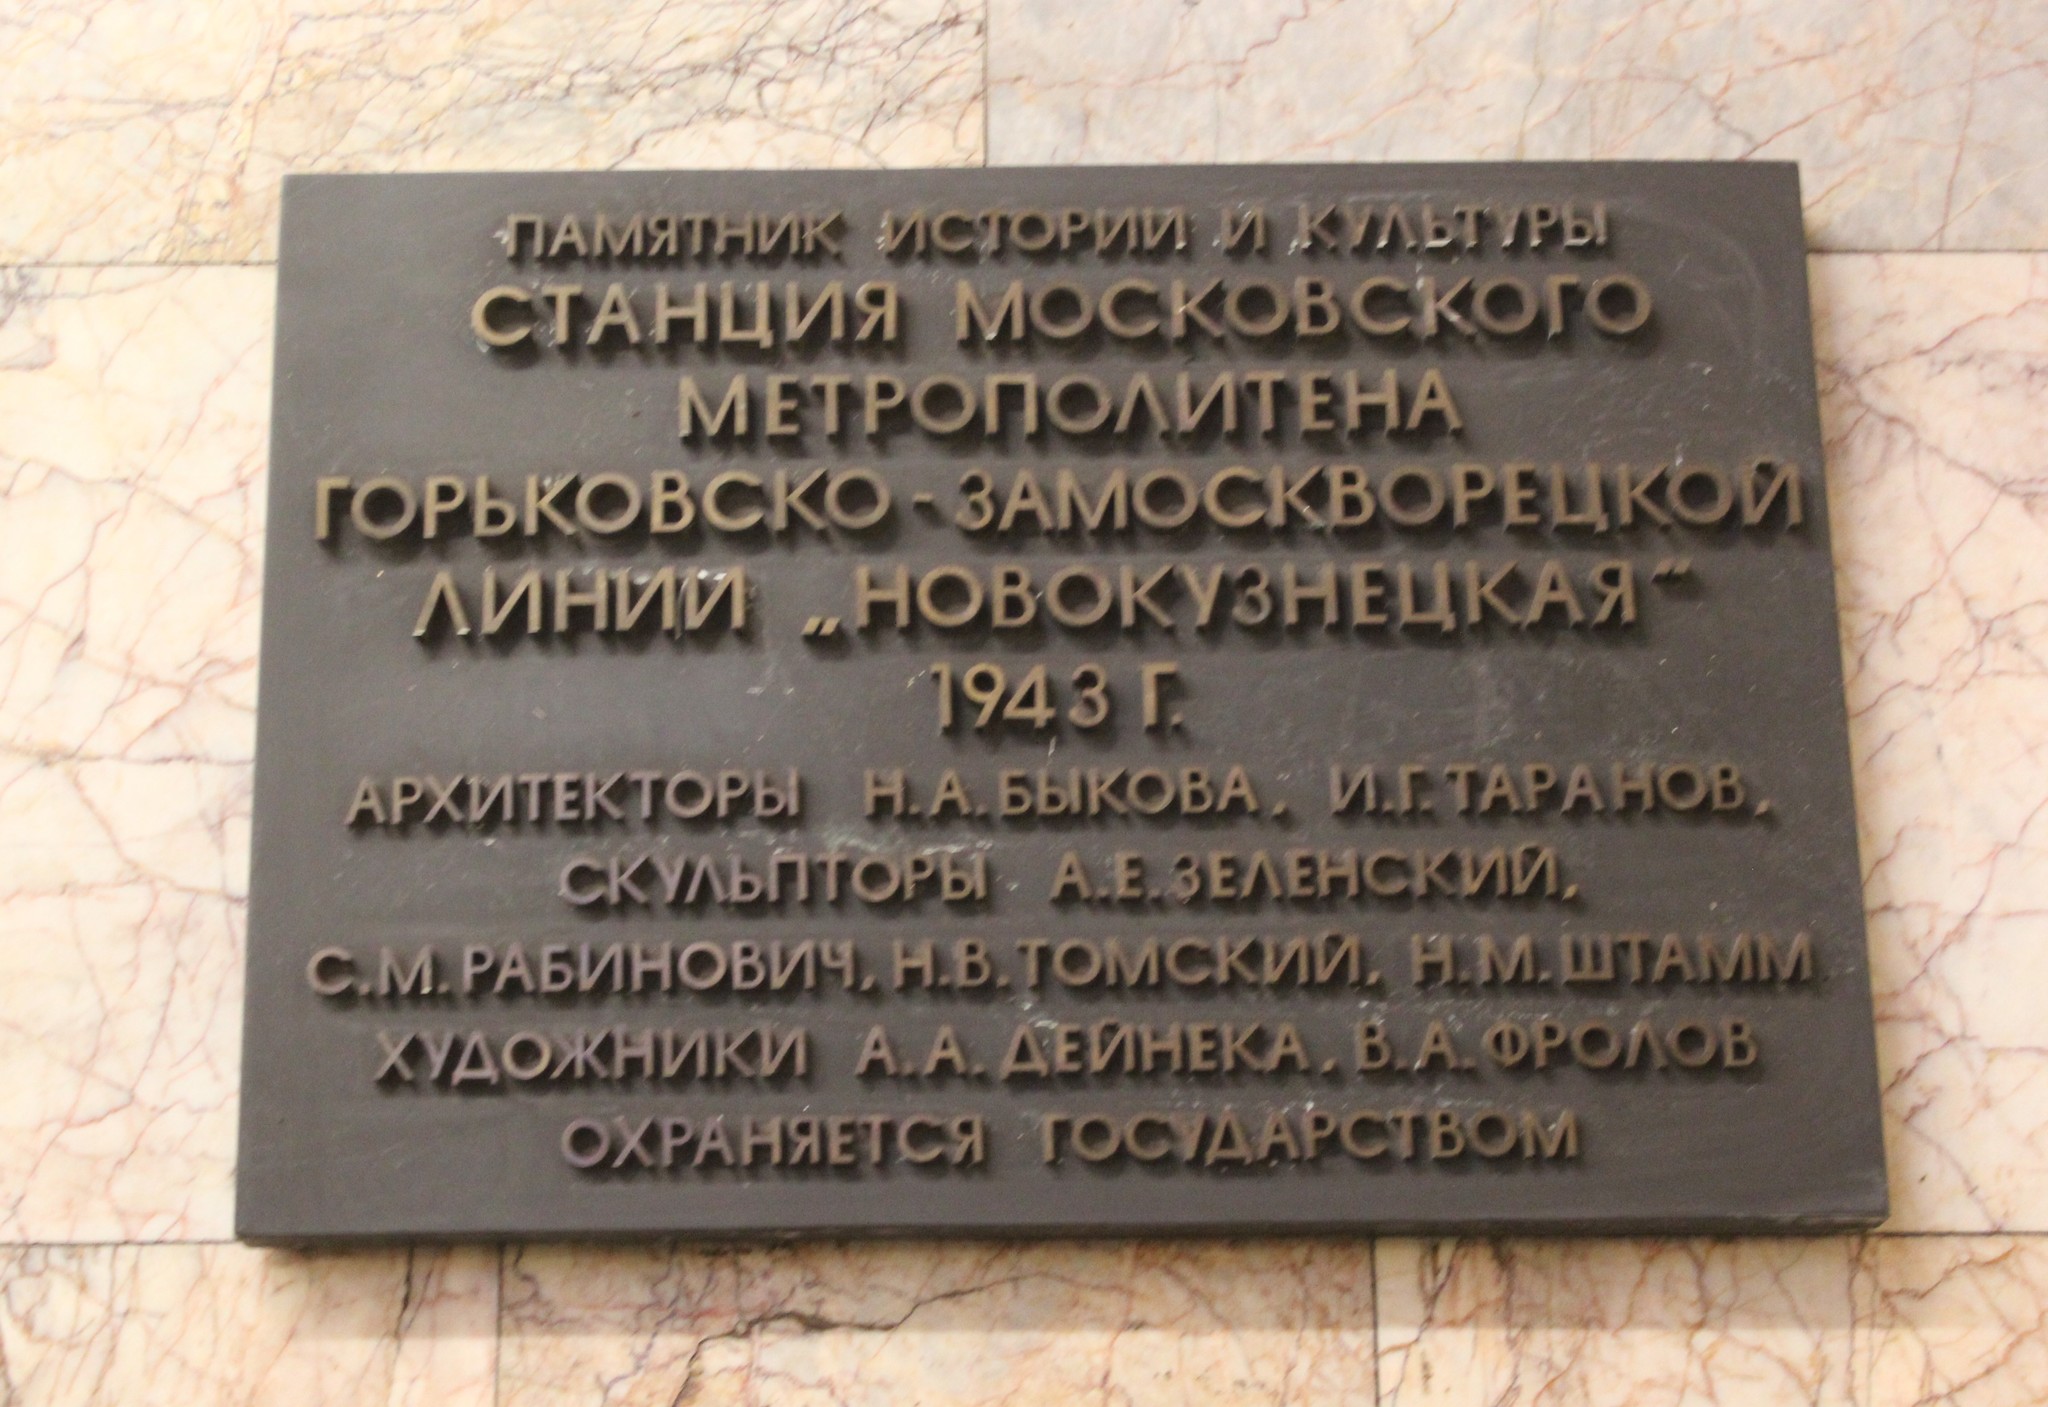 ПАМЯТНИК ИСТОРИИ И КУЛЬТУРЫ
СТАНЦИЯ МОСКОВСКОГО
МЕТРОПОЛИТЕНА
ГОРЬКОВСКО-ЗАМОСКВОРЕЦКОЙ
ЛИНИИ „НОВОКУЗНЕЦКАЯ“
1943 Г.
АРХИТЕКТОРЫ Н.А.БЫКОВА, И.Г.ТАРАНОВ,
СКУЛЬПТОРЫ А.Е.ЗЕЛЕНСКИЙ,
С.М.РАБИНОВИЧ, Н.В.ТОМСКИЙ, Н.М.ШТАММ
ХУДОЖНИКИ А.А.ДЕЙНЕКА, В.А.ФРОЛОВ
ОХРАНЯЕТСЯ ГОСУДАРСТВОМ